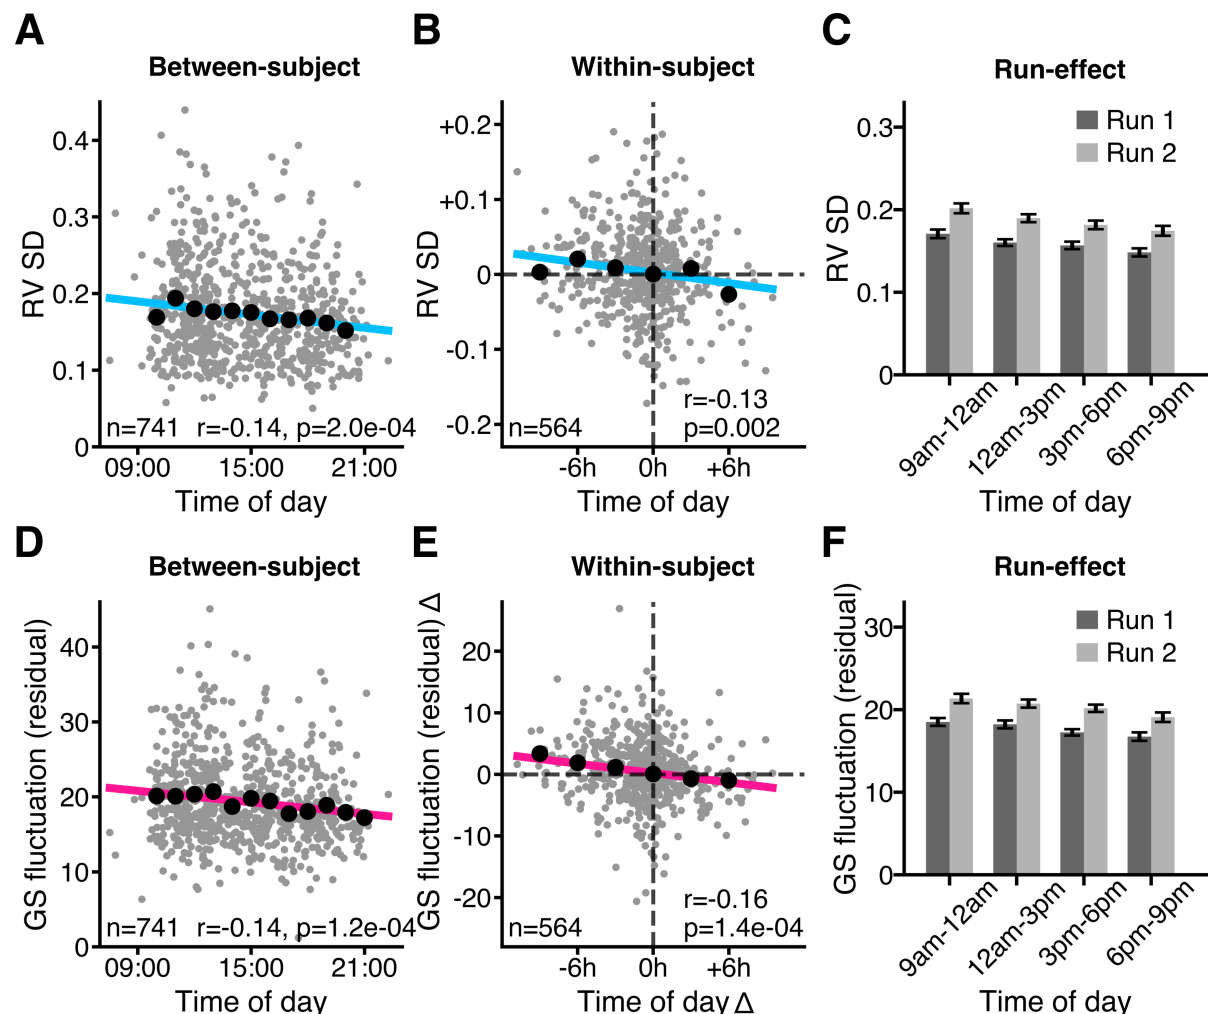 A
Between-subject
RV SD
0.4
0.3
0.2
0.1
0
n=741 r=-0.14, p=2.0e-04
09:00 15:00 21:00
Time of day
B
Within-subject
RV SD
+0.2
+0.1
0
-0.1
-0.2
n=564
r=-0.13
p=0.002
-6h 0h +6h
Time of day
C
Run-effect
Run 1
Run 2
RV SD
0.3
0.2
0.1
0
9am-12am
12am-3pm
3pm-6pm
6pm-9pm
Time of day
D
Between-subject
GS fluctuation (residual)
40
30
20
10
0
n=741 r=-0.14, p=1.2e-04
09:00 15:00 21:00
Time of day
E
Within-subject
GS fluctuation (residual) Δ
20
10
0
-10
-20
n=564
r=-0.16
p=1.4e-04
-6h 0h +6h
Time of day Δ
F
Run-effect
Run 1
Run 2
GS fluctuation (residual)
30
20
10
0
9am-12am
12am-3pm
3pm-6pm
6pm-9pm
Time of day